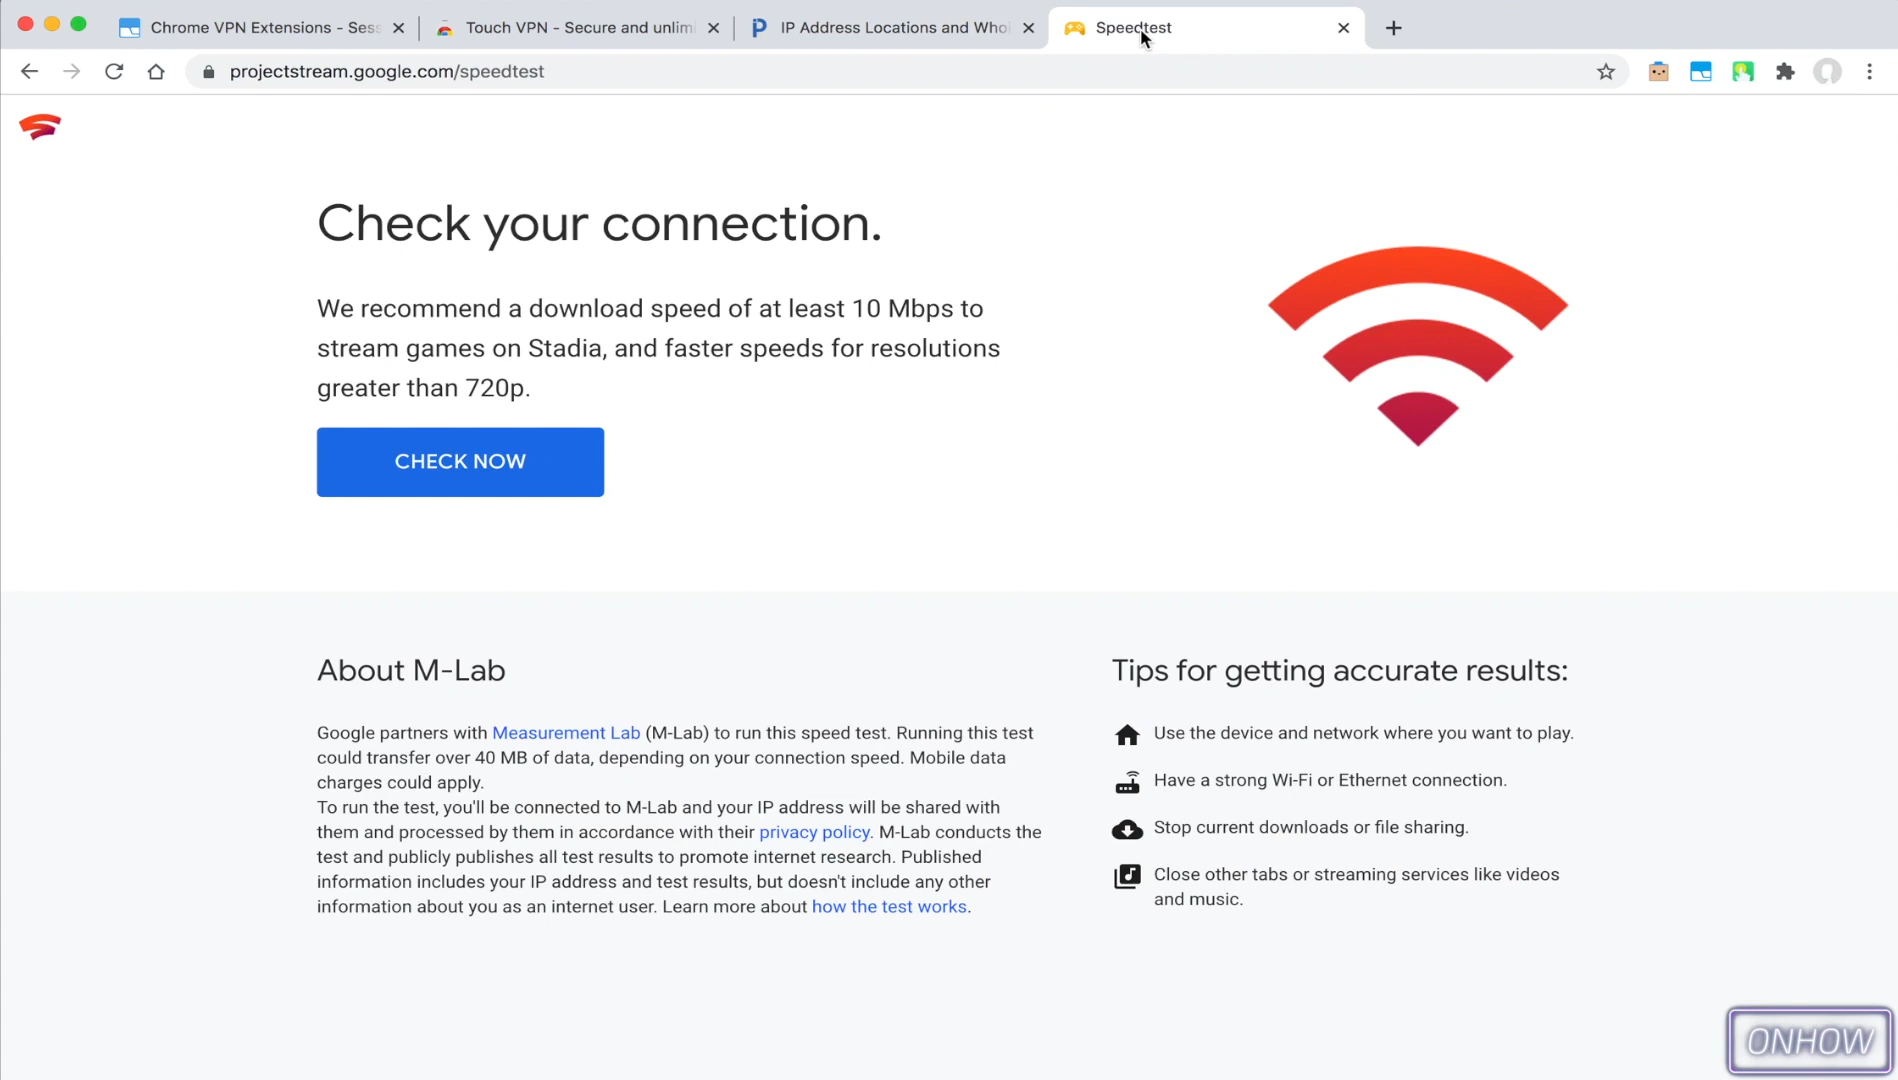 Chrome VPN Extensions - Sess
Touch VPN - Secure and unlimi
IP Address Locations and Whoi
Speedtest
projectstream.google.com/speedtest
Check your connection.
We recommend a download speed of at least 10 Mbps to
stream games on Stadia, and faster speeds for resolutions
greater than 720p.
CHECK NOW
About M-Lab
Google partners with Measurement Lab (M-Lab) to run this speed test. Running this test
could transfer over 40 MB of data, depending on your connection speed. Mobile data
charges could apply.
To run the test, you'll be connected to M-Lab and your IP address will be shared with
them and processed by them in accordance with their privacy policy. M-Lab conducts the
test and publicly publishes all test results to promote internet research. Published
information includes your IP address and test results, but doesn't include any other
information about you as an internet user. Learn more about how the test works.
Tips for getting accurate results:
Use the device and network where you want to play.
Have a strong Wi-Fi or Ethernet connection.
Stop current downloads or file sharing.
Close other tabs or streaming services like videos
and music.
ONHOW